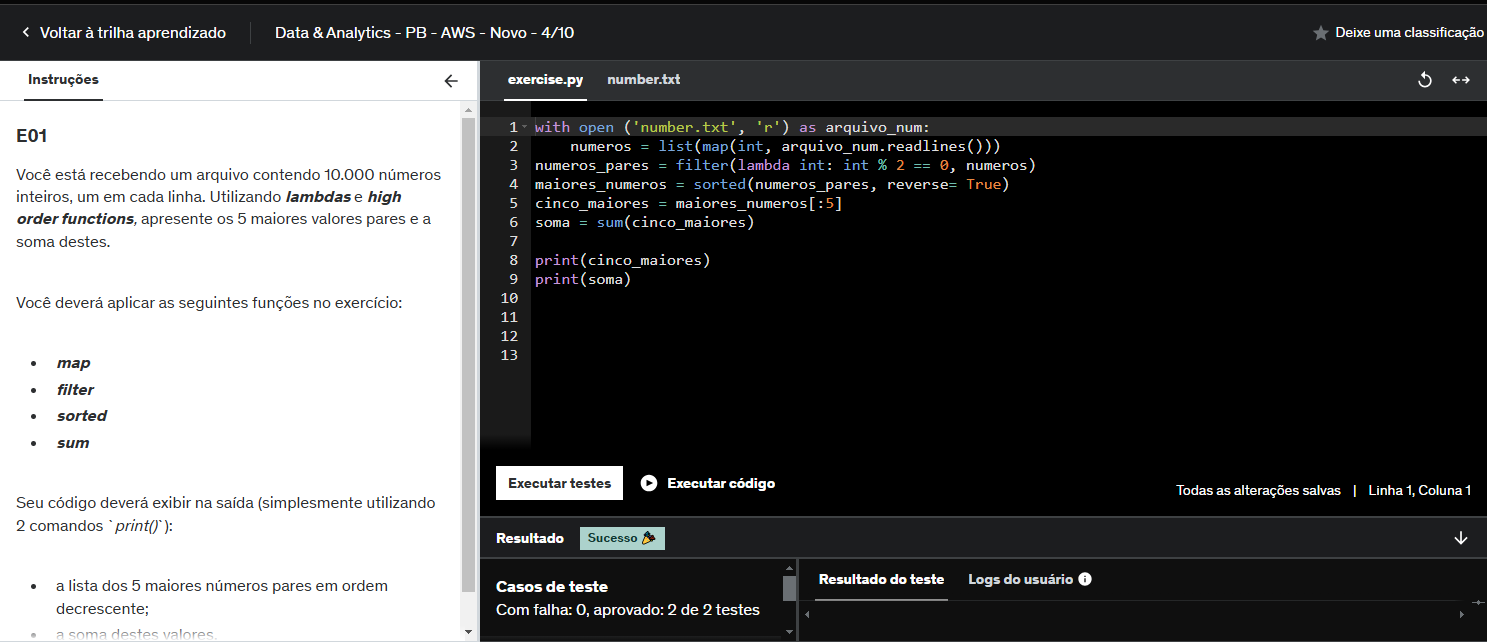 Voltar à trilha aprendizado
Data & Analytics - PB - AWS - Novo - 4/10
Deixe uma classificação
Instruções
E01
Você está recebendo um arquivo contendo 10.000 números
inteiros, um em cada linha. Utilizando lambdas e high
order functions, apresente os 5 maiores valores pares e a
soma destes.
Você deverá aplicar as seguintes funções no exercício:
map
filter
sorted
sum
Seu código deverá exibir na saída (simplesmente utilizando
2 comandos `print()`):
a lista dos 5 maiores números pares em ordem
decrescente;
a soma destes valores.
exercise.py
number.txt
1 with open ('number.txt', 'r') as arquivo_num:
2     numeros = list(map(int, arquivo_num.readlines()))
3 numeros_pares = filter(lambda int: int % 2 == 0, numeros)
4 maiores_numeros = sorted(numeros_pares, reverse= True)
5 cinco_maiores = maiores_numeros[:5]
6 soma = sum(cinco_maiores)
7
8 print(cinco_maiores)
9 print(soma)
10
11
12
13
Executar testes
Executar código
Todas as alterações salvas | Linha 1, Coluna 1
Resultado
Sucesso
Casos de teste
Com falha: 0, aprovado: 2 de 2 testes
Resultado do teste
Logs do usuário